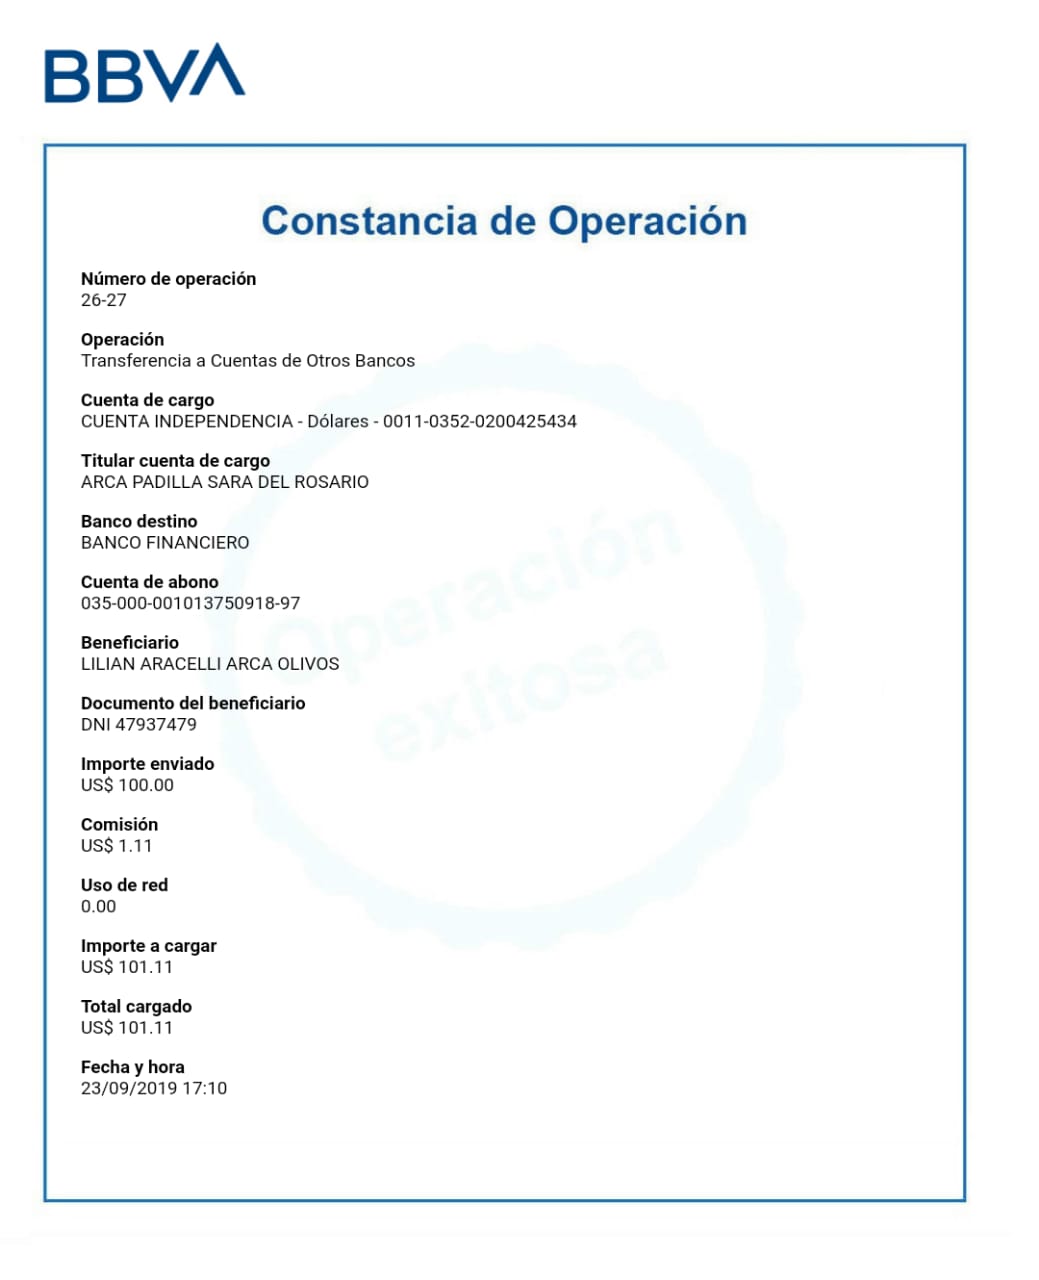 BBVA
Constancia de Operación
Número de operación
26-27
Operación
Transferencia a Cuentas de Otros Bancos
Cuenta de cargo
CUENTA INDEPENDENCIA - Dólares - 0011-0352-0200425434
Titular cuenta de cargo
ARCA PADILLA SARA DEL ROSARIO
Banco destino
BANCO FINANCIERO
Cuenta de abono
035-000-001013750918-97
Beneficiario
LILIAN ARACELLI ARCA OLIVOS
Documento del beneficiario
DNI 47937479
Importe enviado
US$ 100.00
Comisión
US$ 1.11
Uso de red
0.00
Importe a cargar
US$ 101.11
Total cargado
US$ 101.11
Fecha y hora
23/09/2019 17:10
Operación
exitosa